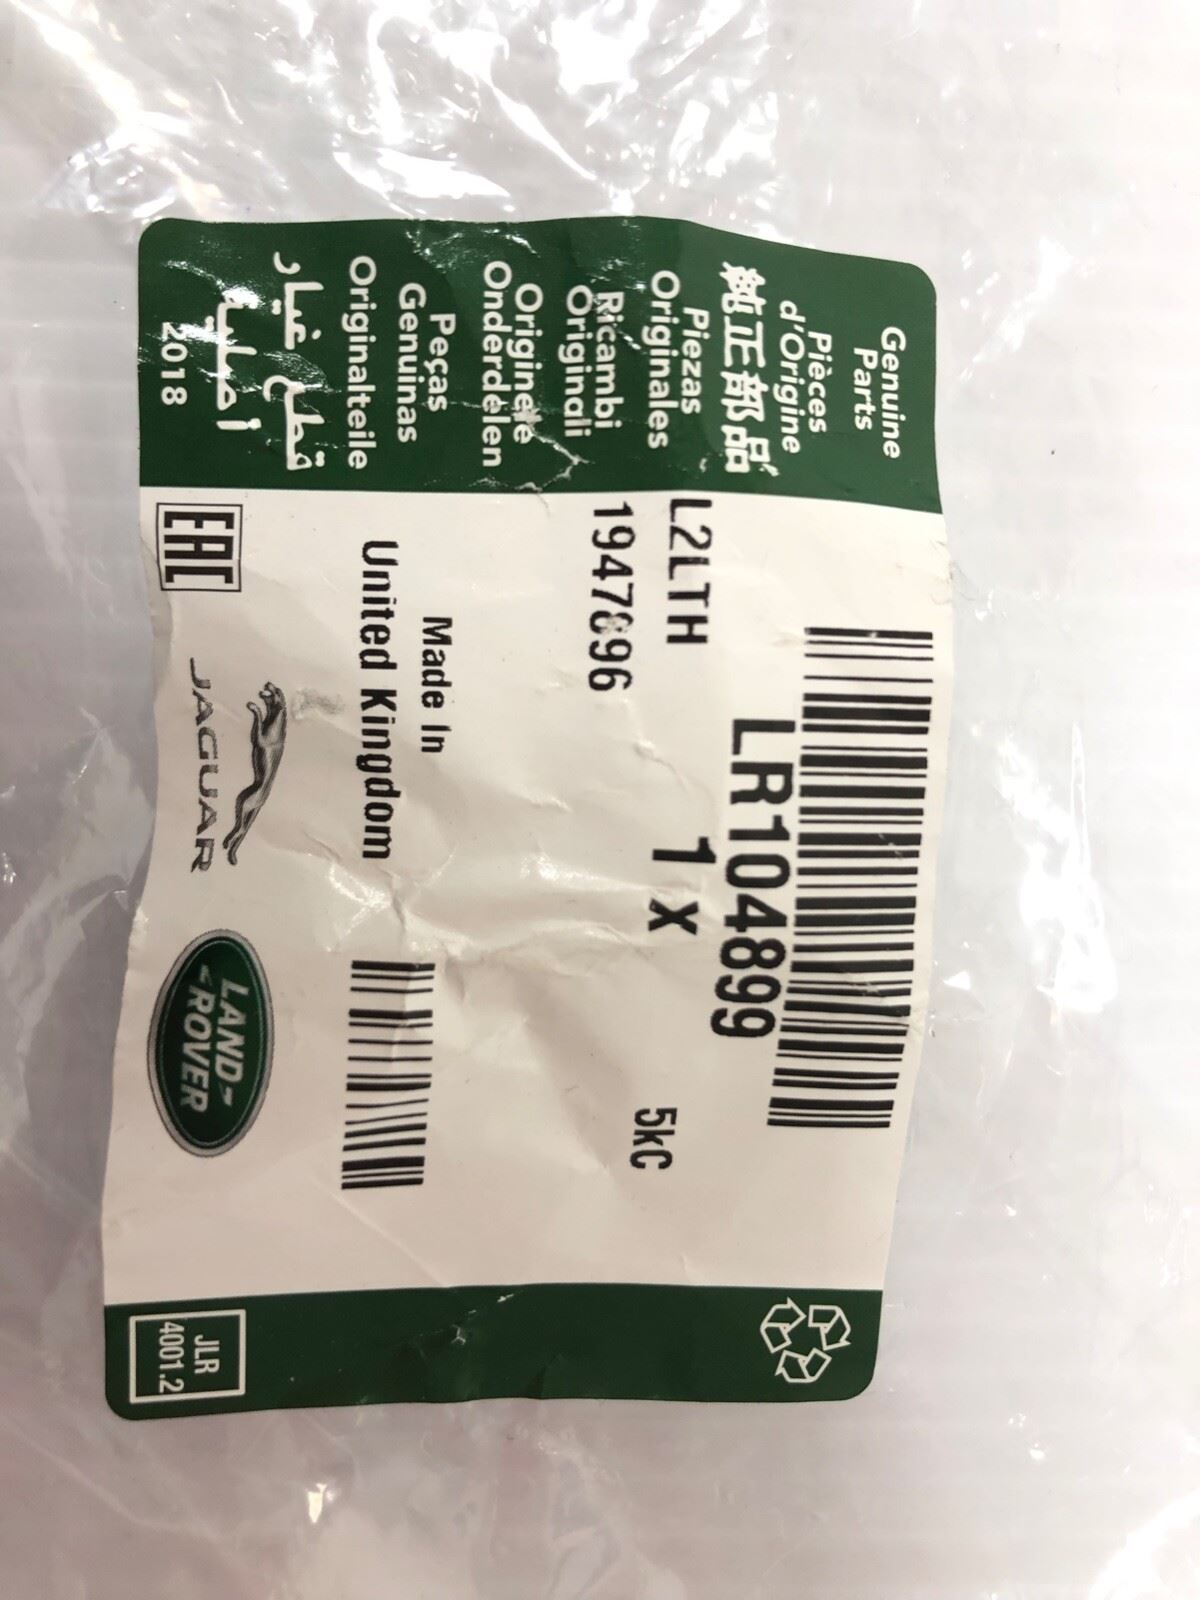 Genuine
Parts
Pièces
d'Origine
純正部品
Piezas
Originales
Ricambi
Originali
Originele
Onderdelen
Peças
Genuinas
Originalteile
قطع غيار
أصلية
2018
LR104899
L2LTH
1 x
5kC
1947896
Made In
United Kingdom
EAC
JAGUAR
LAND
ROVER
JLR
4001.2